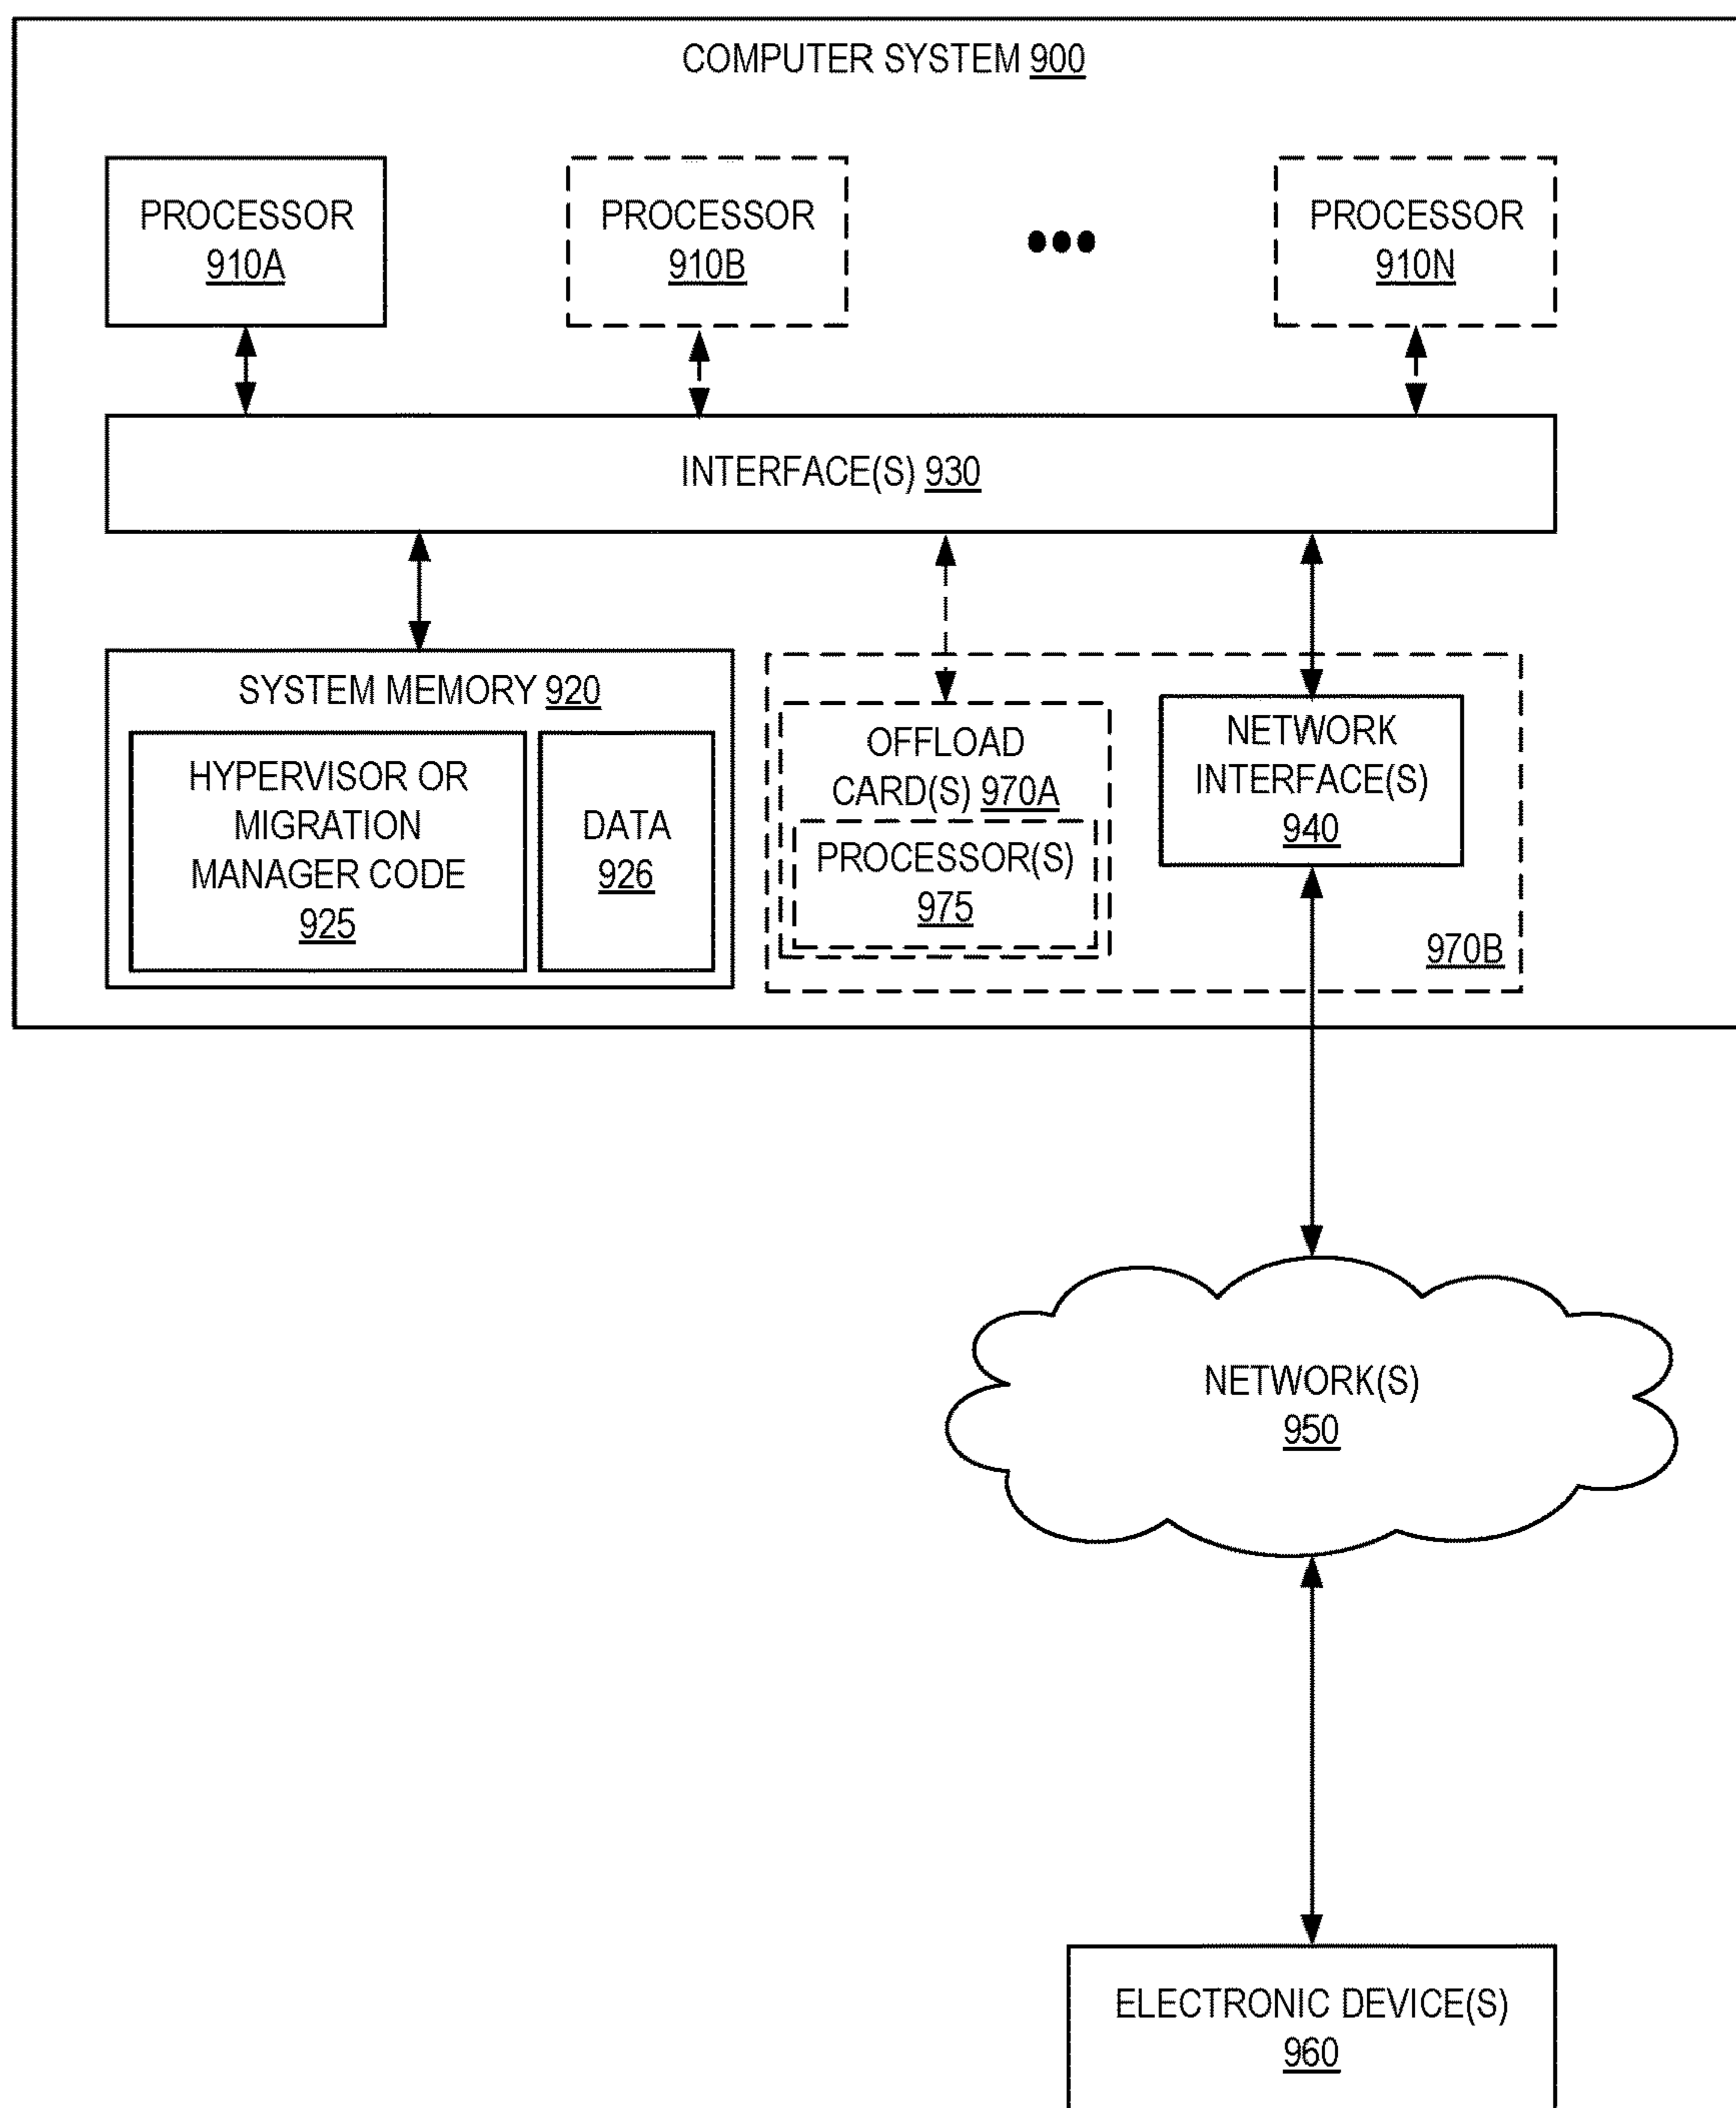 COMPUTER SYSTEM 900
PROCESSOR
910A
PROCESSOR
910B
PROCESSOR
910N
INTERFACE(S) 930
SYSTEM MEMORY 920
HYPERVISOR OR
MIGRATION
MANAGER CODE
925
DATA
926
OFFLOAD
CARD(S) 970A
PROCESSOR(S)
975
NETWORK
INTERFACE(S)
940
970B
NETWORK(S)
950
ELECTRONIC DEVICE(S)
960